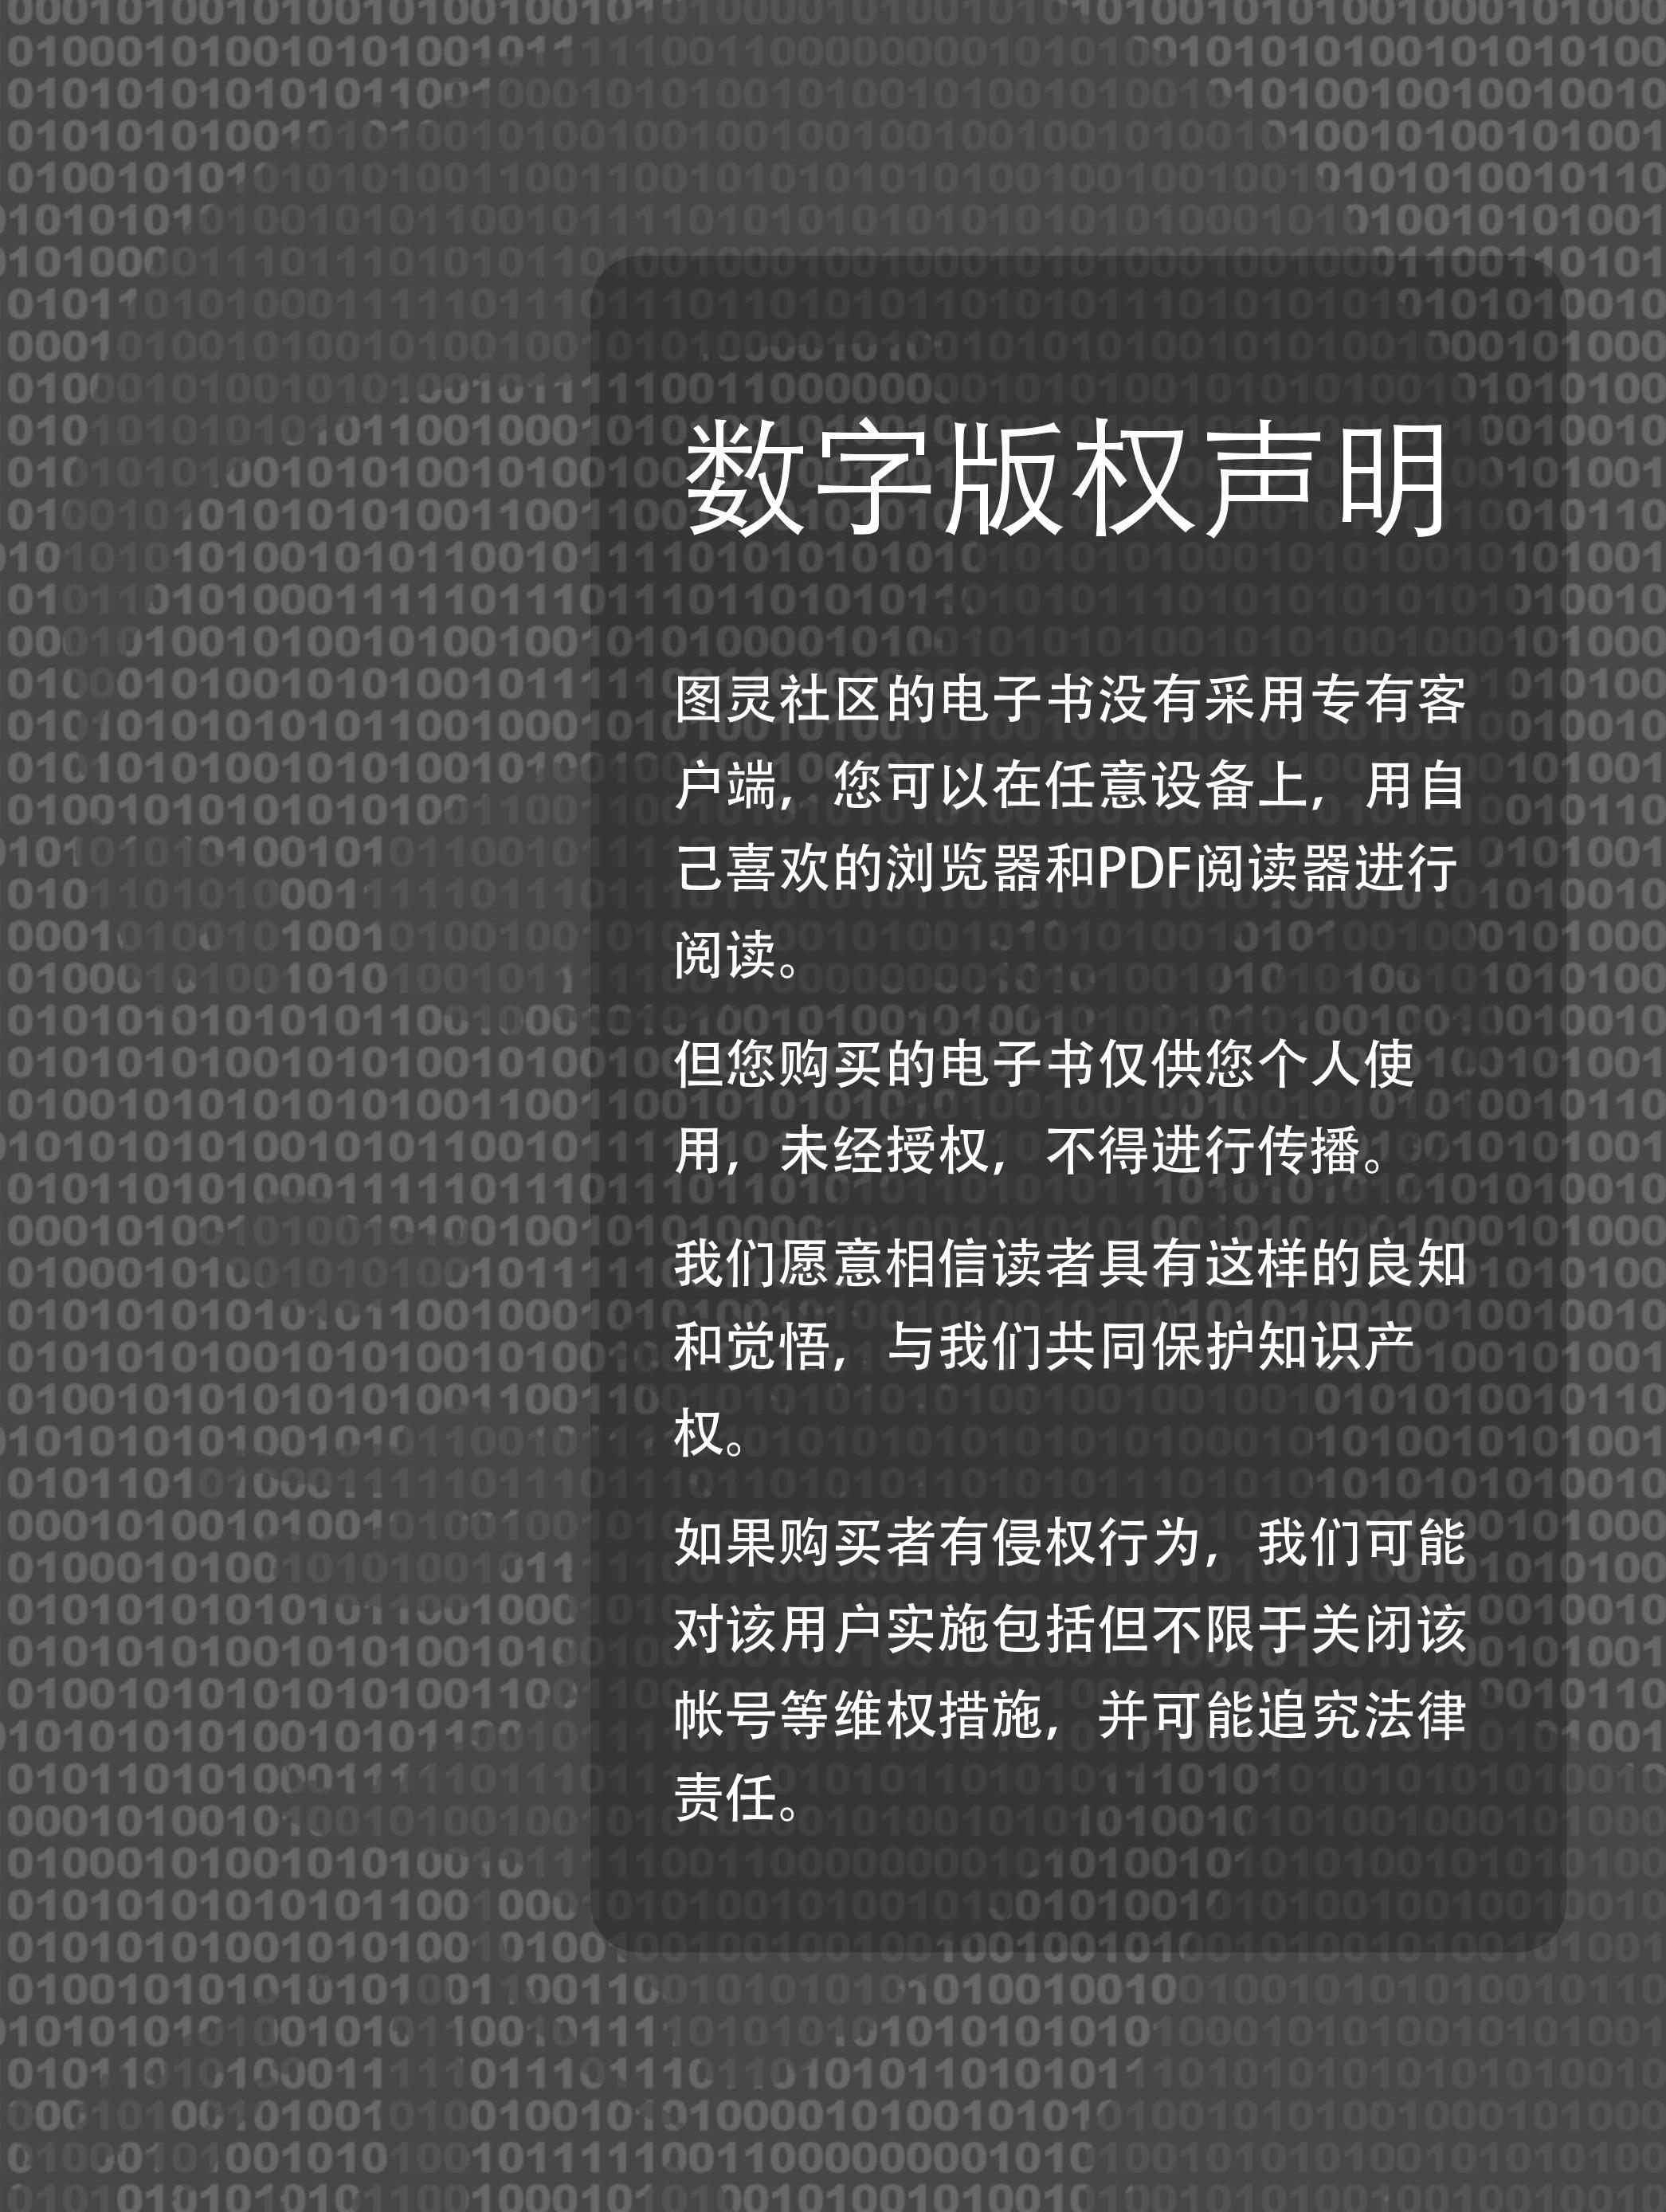 数字版权声明
图灵社区的电子书没有采用专有客
户端，您可以在任意设备上，用自
己喜欢的浏览器和PDF阅读器进行
阅读。
但您购买的电子书仅供您个人使
用，未经授权，不得进行传播。
我们愿意相信读者具有这样的良知
和觉悟，与我们共同保护知识产
权。
如果购买者有侵权行为，我们可能
对该用户实施包括但不限于关闭该
帐号等维权措施，并可能追究法律
责任。